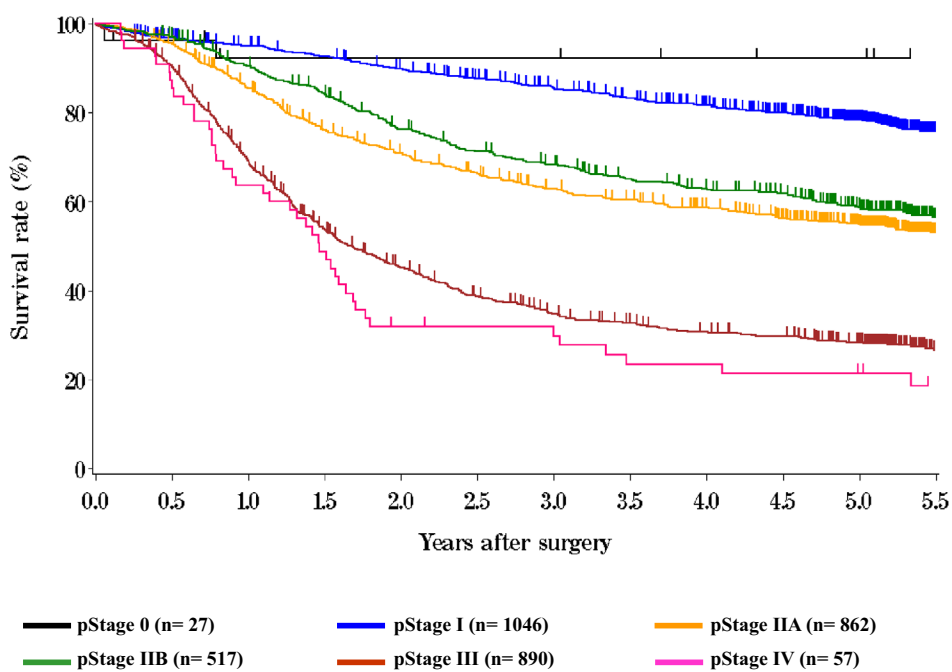 100
80
60
40
20
0
Survival rate (%)
0.0 0.5 1.0 1.5 2.0 2.5 3.0 3.5 4.0 4.5 5.0 5.5
Years after surgery
pStage 0 (n= 27) pStage I (n= 1046) pStage IIA (n= 862)
pStage IIB (n= 517) pStage III (n= 890) pStage IV (n= 57)